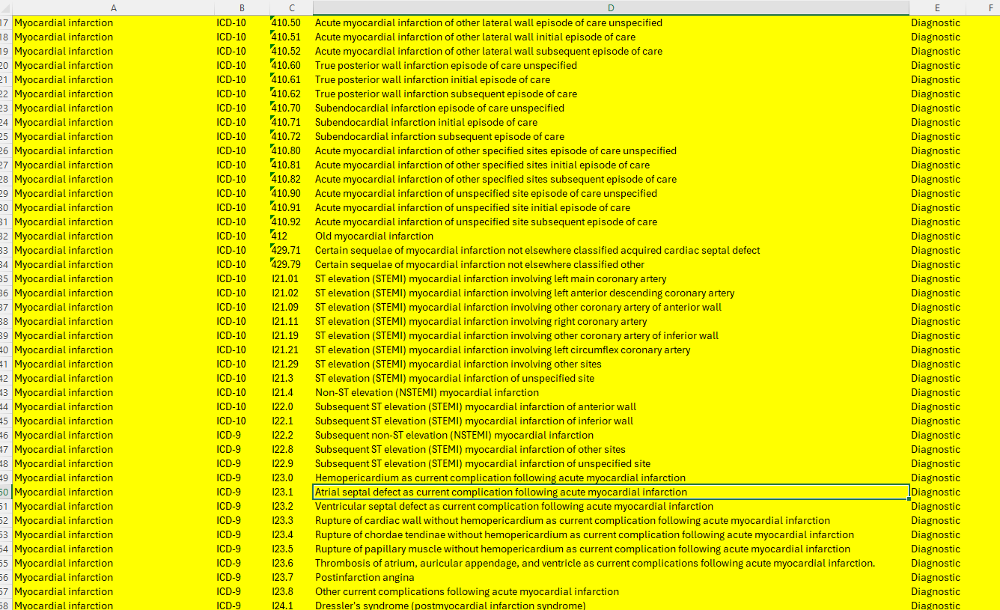 A B C D E F
17 Myocardial infarction ICD-10 410.50 Acute myocardial infarction of other lateral wall episode of care unspecified Diagnostic
18 Myocardial infarction ICD-10 410.51 Acute myocardial infarction of other lateral wall initial episode of care Diagnostic
19 Myocardial infarction ICD-10 410.52 Acute myocardial infarction of other lateral wall subsequent episode of care Diagnostic
20 Myocardial infarction ICD-10 410.60 True posterior wall infarction episode of care unspecified Diagnostic
21 Myocardial infarction ICD-10 410.61 True posterior wall infarction initial episode of care Diagnostic
22 Myocardial infarction ICD-10 410.62 True posterior wall infarction subsequent episode of care Diagnostic
23 Myocardial infarction ICD-10 410.70 Subendocardial infarction episode of care unspecified Diagnostic
24 Myocardial infarction ICD-10 410.71 Subendocardial infarction initial episode of care Diagnostic
25 Myocardial infarction ICD-10 410.72 Subendocardial infarction subsequent episode of care Diagnostic
26 Myocardial infarction ICD-10 410.80 Acute myocardial infarction of other specified sites episode of care unspecified Diagnostic
27 Myocardial infarction ICD-10 410.81 Acute myocardial infarction of other specified sites initial episode of care Diagnostic
28 Myocardial infarction ICD-10 410.82 Acute myocardial infarction of other specified sites subsequent episode of care Diagnostic
29 Myocardial infarction ICD-10 410.90 Acute myocardial infarction of unspecified site episode of care unspecified Diagnostic
30 Myocardial infarction ICD-10 410.91 Acute myocardial infarction of unspecified site initial episode of care Diagnostic
31 Myocardial infarction ICD-10 410.92 Acute myocardial infarction of unspecified site subsequent episode of care Diagnostic
32 Myocardial infarction ICD-10 412 Old myocardial infarction Diagnostic
33 Myocardial infarction ICD-10 429.71 Certain sequelae of myocardial infarction not elsewhere classified acquired cardiac septal defect Diagnostic
34 Myocardial infarction ICD-10 429.79 Certain sequelae of myocardial infarction not elsewhere classified other Diagnostic
35 Myocardial infarction ICD-10 I21.01 ST elevation (STEMI) myocardial infarction involving left main coronary artery Diagnostic
36 Myocardial infarction ICD-10 I21.02 ST elevation (STEMI) myocardial infarction involving left anterior descending coronary artery Diagnostic
37 Myocardial infarction ICD-10 I21.09 ST elevation (STEMI) myocardial infarction involving other coronary artery of anterior wall Diagnostic
38 Myocardial infarction ICD-10 I21.11 ST elevation (STEMI) myocardial infarction involving right coronary artery Diagnostic
39 Myocardial infarction ICD-10 I21.19 ST elevation (STEMI) myocardial infarction involving other coronary artery of inferior wall Diagnostic
40 Myocardial infarction ICD-10 I21.21 ST elevation (STEMI) myocardial infarction involving left circumflex coronary artery Diagnostic
41 Myocardial infarction ICD-10 I21.29 ST elevation (STEMI) myocardial infarction involving other sites Diagnostic
42 Myocardial infarction ICD-10 I21.3 ST elevation (STEMI) myocardial infarction of unspecified site Diagnostic
43 Myocardial infarction ICD-10 I21.4 Non-ST elevation (NSTEMI) myocardial infarction Diagnostic
44 Myocardial infarction ICD-10 I22.0 Subsequent ST elevation (STEMI) myocardial infarction of anterior wall Diagnostic
45 Myocardial infarction ICD-10 I22.1 Subsequent ST elevation (STEMI) myocardial infarction of inferior wall Diagnostic
46 Myocardial infarction ICD-9 I22.2 Subsequent non-ST elevation (NSTEMI) myocardial infarction Diagnostic
47 Myocardial infarction ICD-9 I22.8 Subsequent ST elevation (STEMI) myocardial infarction of other sites Diagnostic
48 Myocardial infarction ICD-9 I22.9 Subsequent ST elevation (STEMI) myocardial infarction of unspecified site Diagnostic
49 Myocardial infarction ICD-9 I23.0 Hemopericardium as current complication following acute myocardial infarction Diagnostic
50 Myocardial infarction ICD-9 I23.1 Atrial septal defect as current complication following acute myocardial infarction Diagnostic
51 Myocardial infarction ICD-9 I23.2 Ventricular septal defect as current complication following acute myocardial infarction Diagnostic
52 Myocardial infarction ICD-9 I23.3 Rupture of cardiac wall without hemopericardium as current complication following acute myocardial infarction Diagnostic
53 Myocardial infarction ICD-9 I23.4 Rupture of chordae tendinae without hemopericardium as current complication following acute myocardial infarction Diagnostic
54 Myocardial infarction ICD-9 I23.5 Rupture of papillary muscle without hemopericardium as current complication following acute myocardial infarction Diagnostic
55 Myocardial infarction ICD-9 I23.6 Thrombosis of atrium, auricular appendage, and ventricle as current complications following acute myocardial infarction. Diagnostic
56 Myocardial infarction ICD-9 I23.7 Postinfarction angina Diagnostic
57 Myocardial infarction ICD-9 I23.8 Other current complications following acute myocardial infarction Diagnostic
58 Myocardial infarction ICD-9 I24.1 Dressler's syndrome (postmyocardial infarction syndrome) Diagnostic